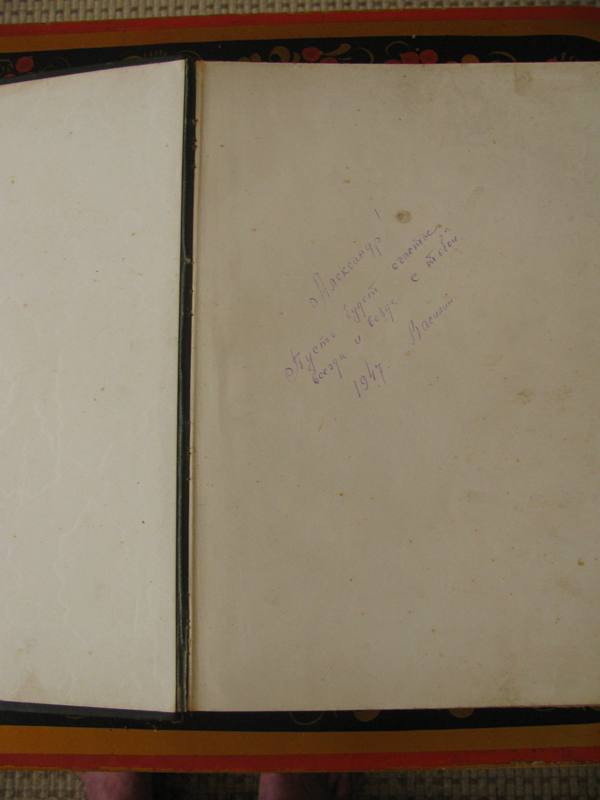 Александр!
Пусть будет счастье
всегда и везде с тобой
1947. Василий